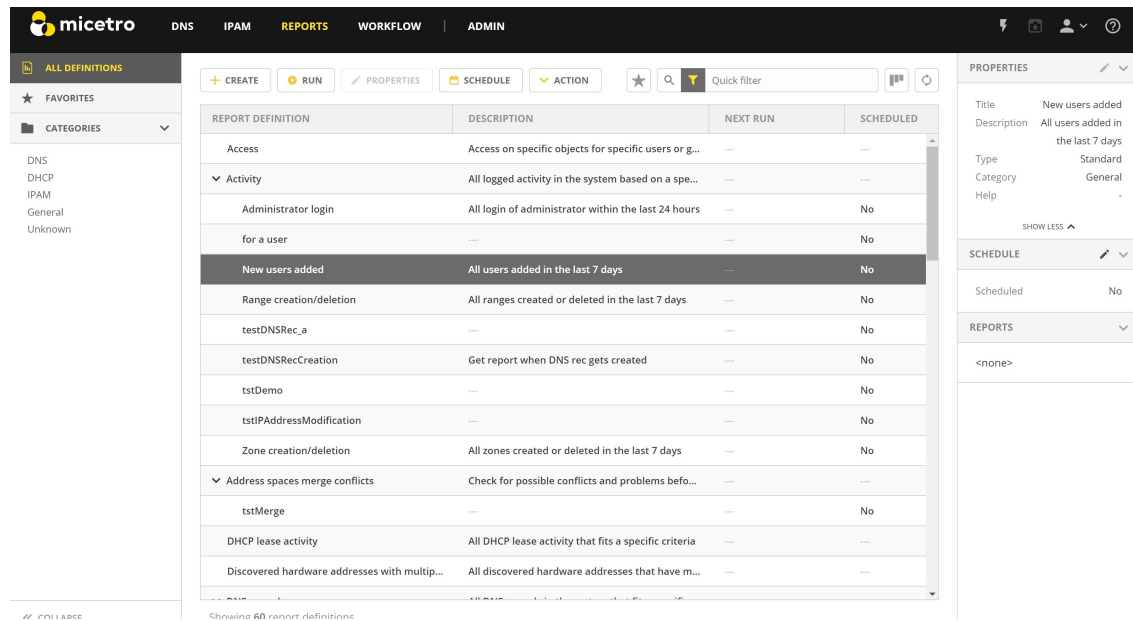 micetro DNS IPAM REPORTS WORKFLOW | ADMIN
ALL DEFINITIONS
FAVORITES
CATEGORIES
DNS
DHCP
IPAM
General
Unknown
COLLAPSE
CREATE RUN PROPERTIES SCHEDULE ACTION Quick filter
REPORT DEFINITION DESCRIPTION NEXT RUN SCHEDULED
Access Access on specific objects for specific users or g... --- ---
Activity All logged activity in the system based on a spe... --- ---
Administrator login All login of administrator within the last 24 hours --- No
for a user --- --- No
New users added All users added in the last 7 days --- No
Range creation/deletion All ranges created or deleted in the last 7 days --- No
testDNSRec_a --- --- No
testDNSRecCreation Get report when DNS rec gets created --- No
tstDemo --- --- No
tstIPAddressModification --- --- No
Zone creation/deletion All zones created or deleted in the last 7 days --- No
Address spaces merge conflicts Check for possible conflicts and problems befo... --- ---
tstMerge --- --- No
DHCP lease activity All DHCP lease activity that fits a specific criteria --- ---
Discovered hardware addresses with multip... All discovered hardware addresses that have m... --- ---
Showing 60 report definitions
PROPERTIES
Title New users added
Description All users added in
the last 7 days
Type Standard
Category General
Help -
SHOW LESS
SCHEDULE
Scheduled No
REPORTS
<none>